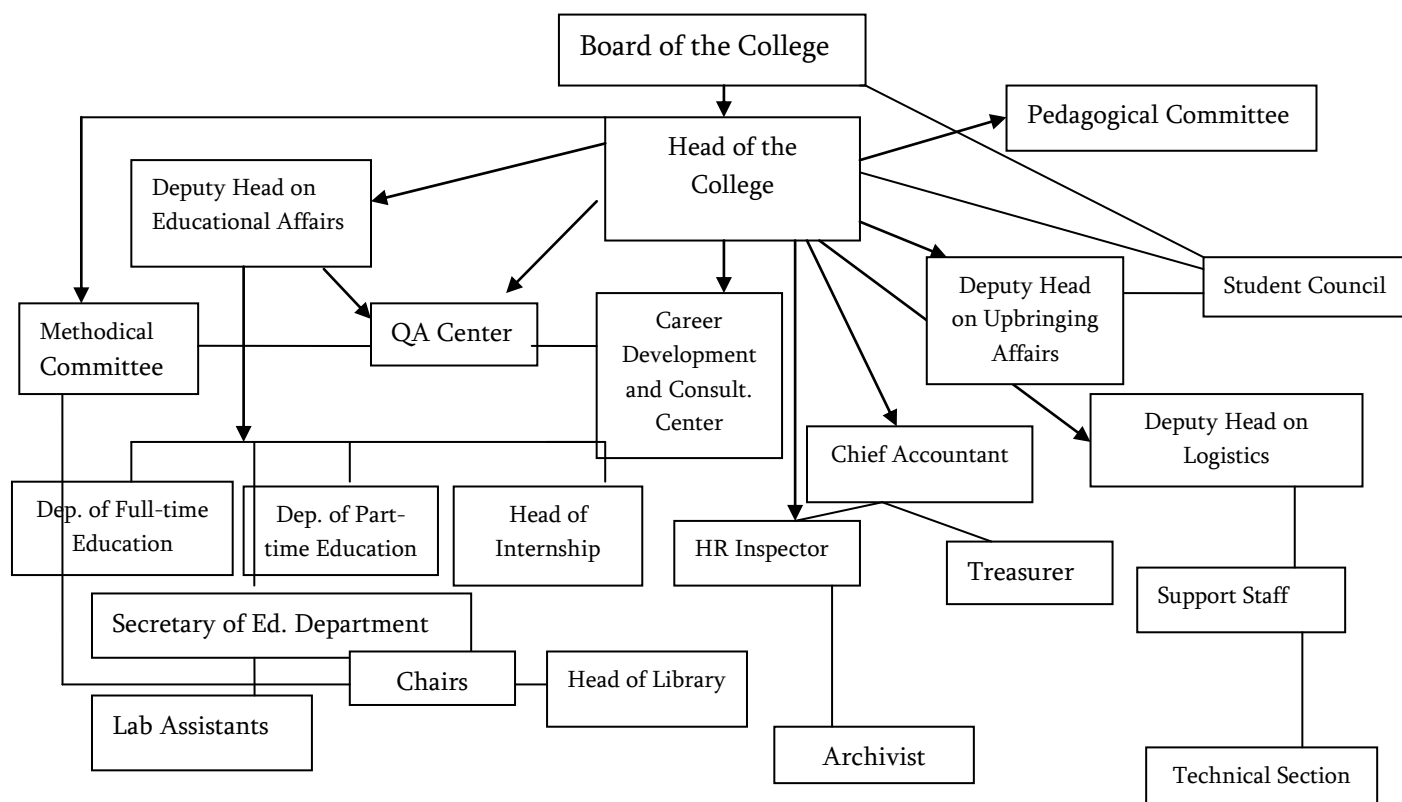 Board of the College
Pedagogical Committee
Head of the
College
Deputy Head on
Educational Affairs
Deputy Head
on Upbringing
Affairs
Student Council
Methodical
Committee
QA Center
Career
Development
and Consult.
Center
Chief Accountant
Deputy Head on
Logistics
Dep. of Full-time
Education
Dep. of Part-
time Education
Head of
Internship
HR Inspector
Treasurer
Support Staff
Secretary of Ed. Department
Chairs
Head of Library
Lab Assistants
Archivist
Technical Section